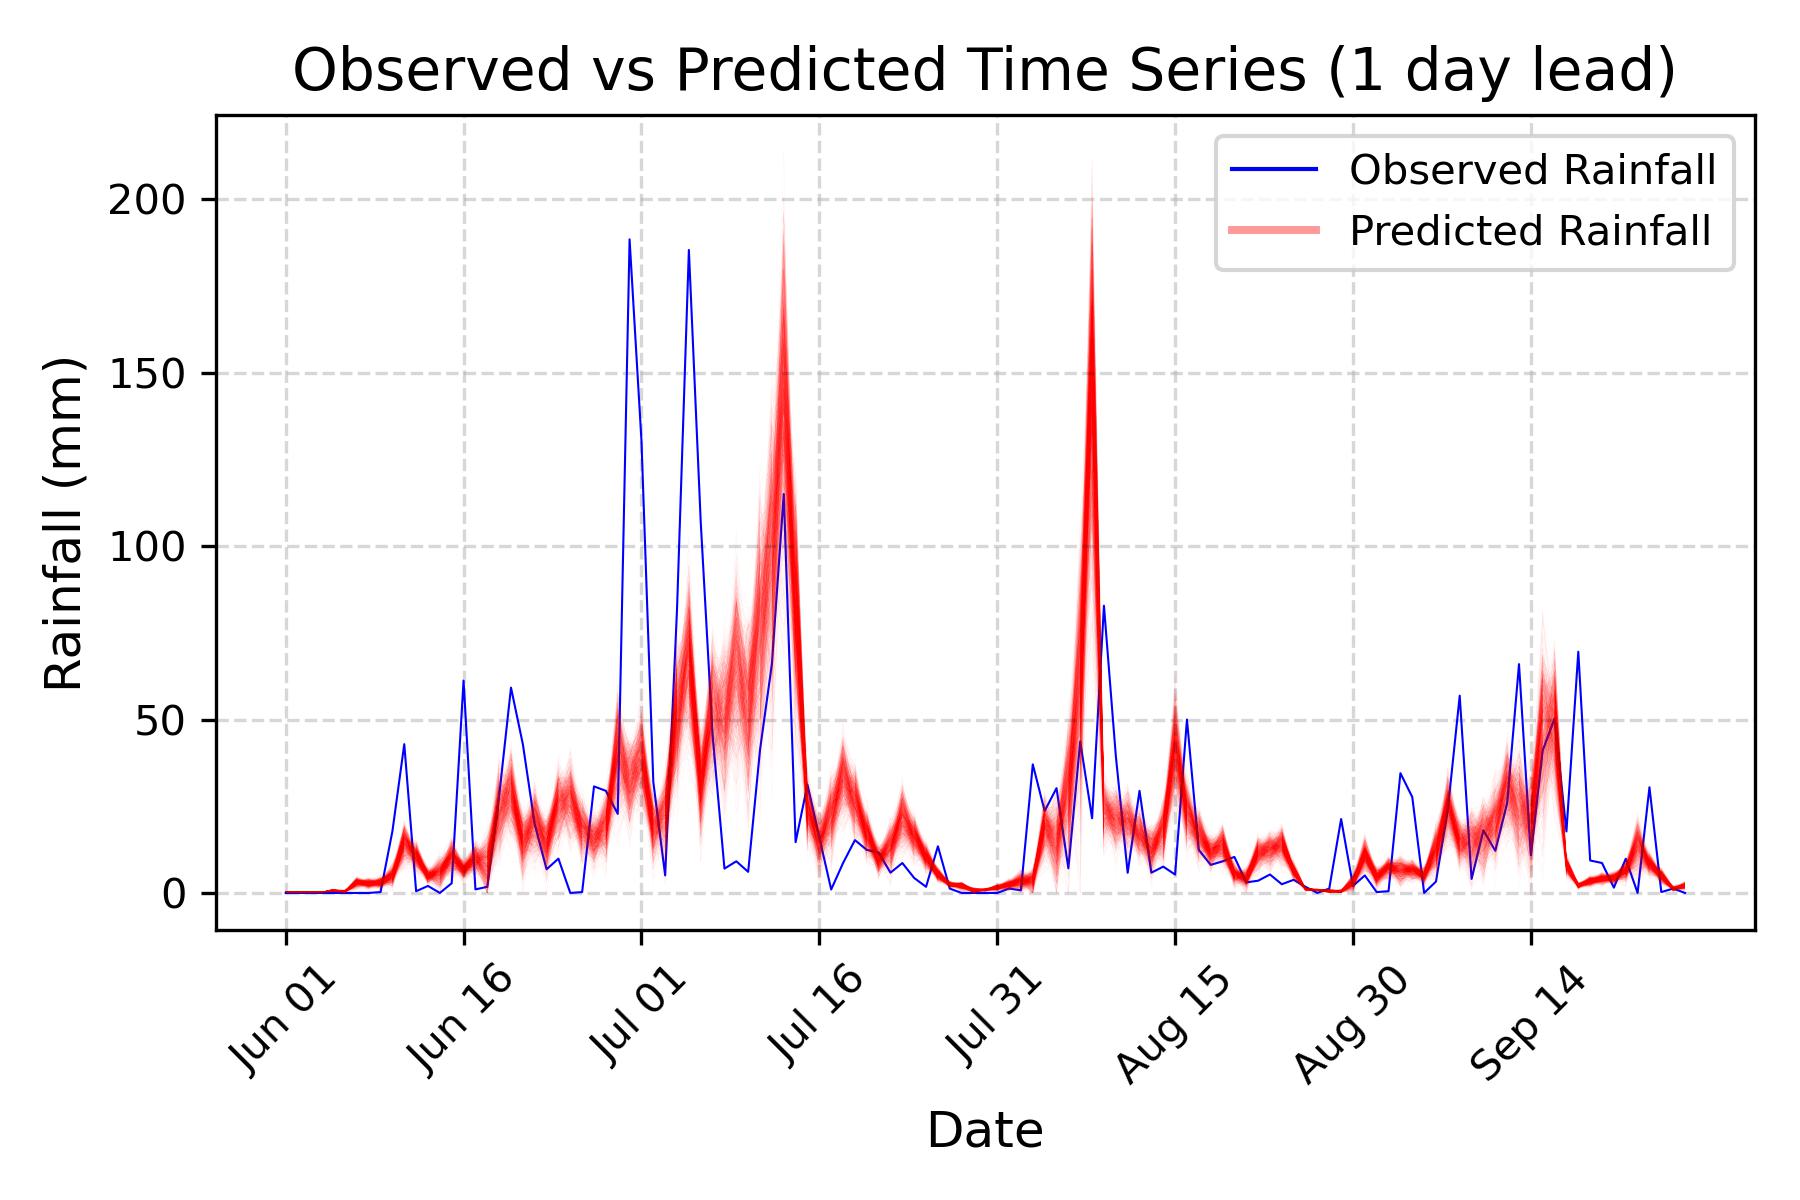 Observed vs Predicted Time Series (1 day lead)
Observed Rainfall
Predicted Rainfall
Rainfall (mm)
200
150
100
50
0
Jun 01
Jun 16
Jul 01
Jul 16
Jul 31
Aug 15
Aug 30
Sep 14
Date